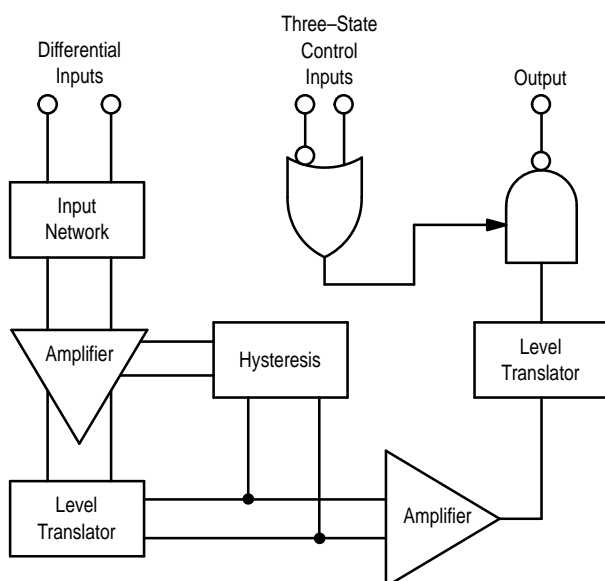 Three–State
Control
Inputs
Differential
Inputs
Output
Input
Network
Amplifier
Hysteresis
Level
Translator
Level
Translator
Amplifier